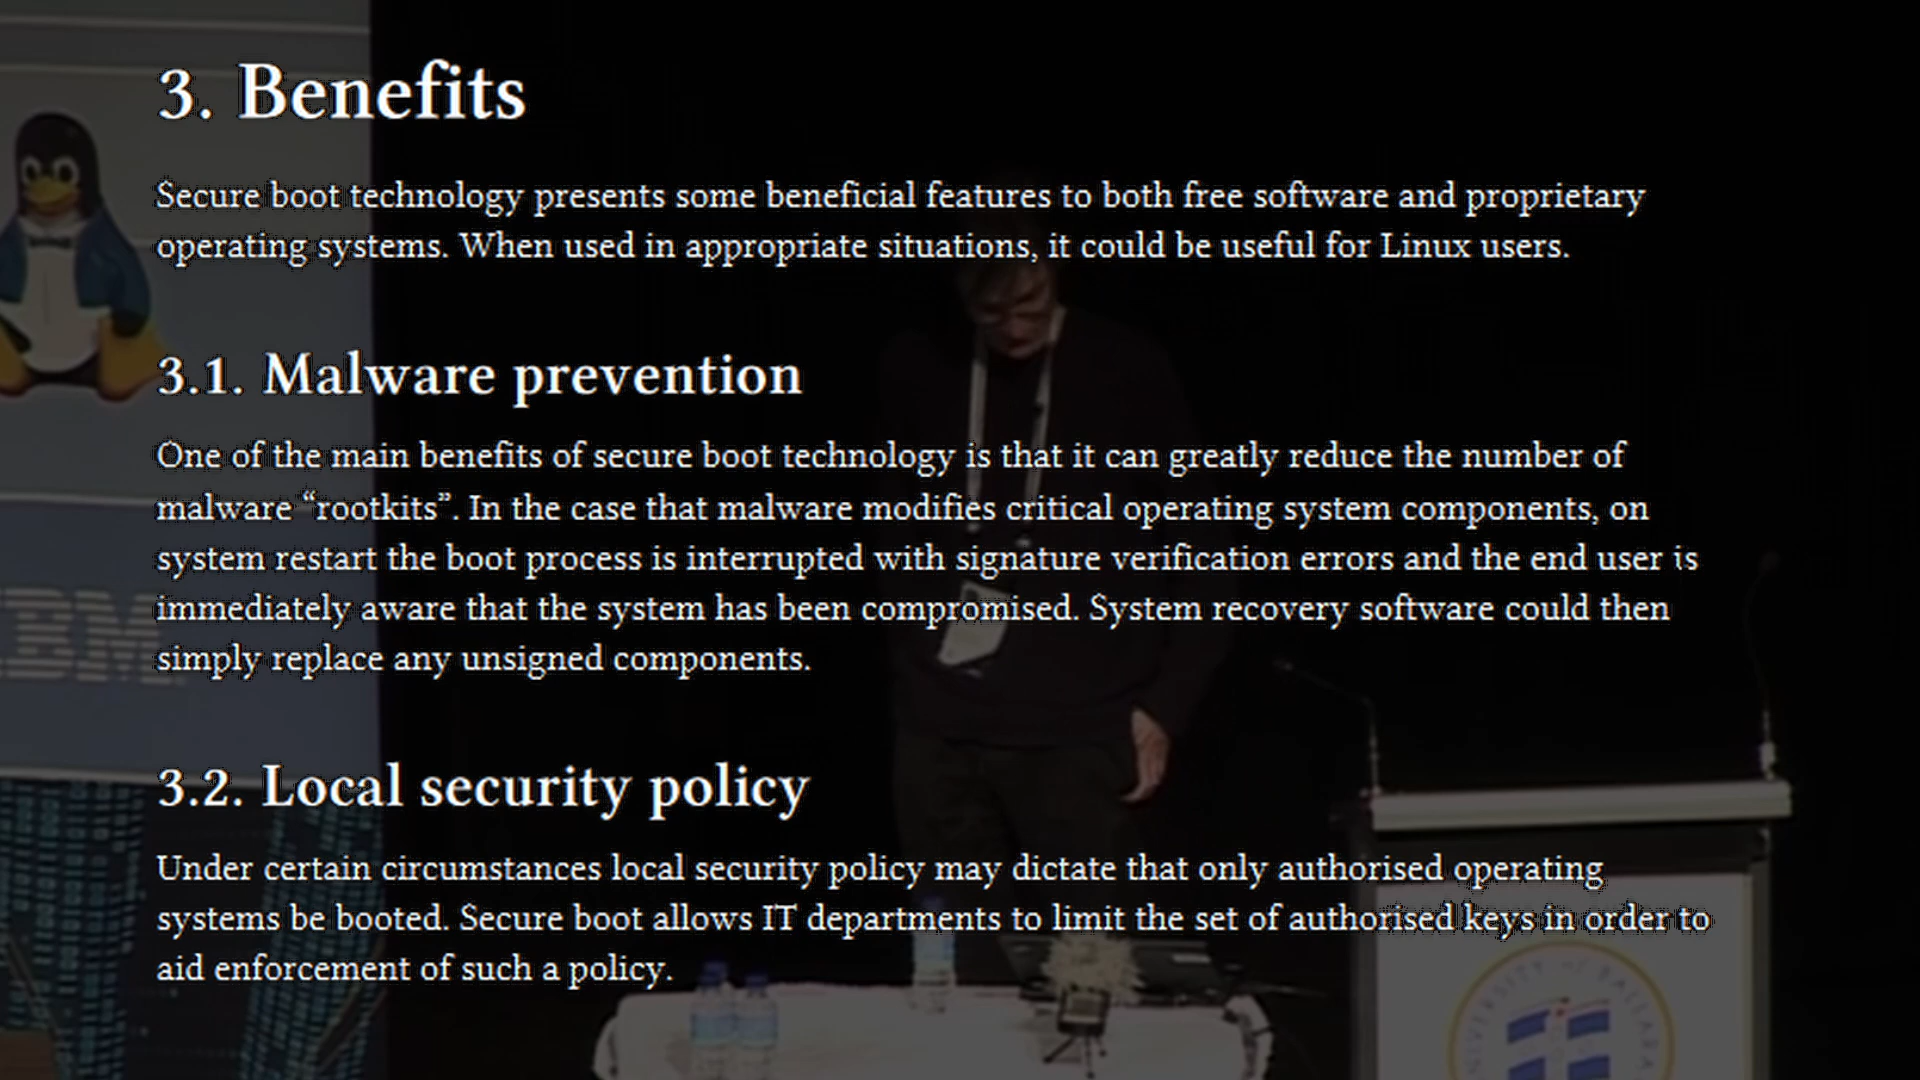 3. Benefits
Secure boot technology presents some beneficial features to both free software and proprietary
operating systems. When used in appropriate situations, it could be useful for Linux users.
3.1. Malware prevention
One of the main benefits of secure boot technology is that it can greatly reduce the number of
malware “rootkits”. In the case that malware modifies critical operating system components, on
system restart the boot process is interrupted with signature verification errors and the end user is
immediately aware that the system has been compromised. System recovery software could then
simply replace any unsigned components.
IBM
3.2. Local security policy
Under certain circumstances local security policy may dictate that only authorised operating
systems be booted. Secure boot allows IT departments to limit the set of authorised keys in order to
aid enforcement of such a policy.
UNIVERSITY of BALLARAT